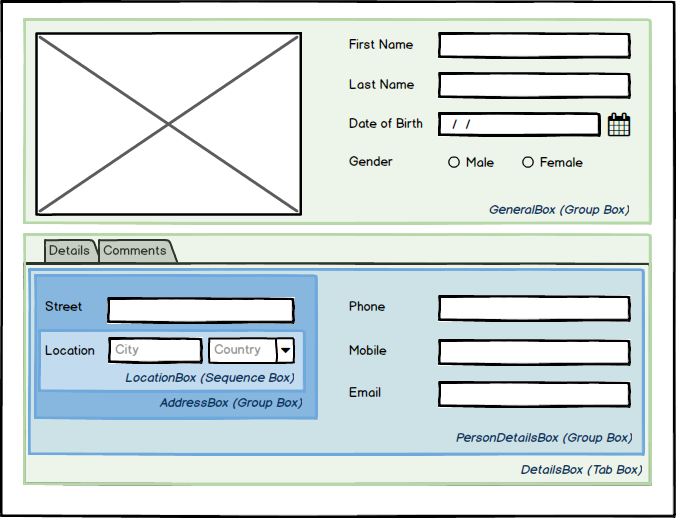 First Name
Last Name
Date of Birth / /
Gender Male Female
GeneralBox (Group Box)
Details Comments
Street
Location City Country
LocationBox (Sequence Box)
AddressBox (Group Box)
Phone
Mobile
Email
PersonDetailsBox (Group Box)
DetailsBox (Tab Box)